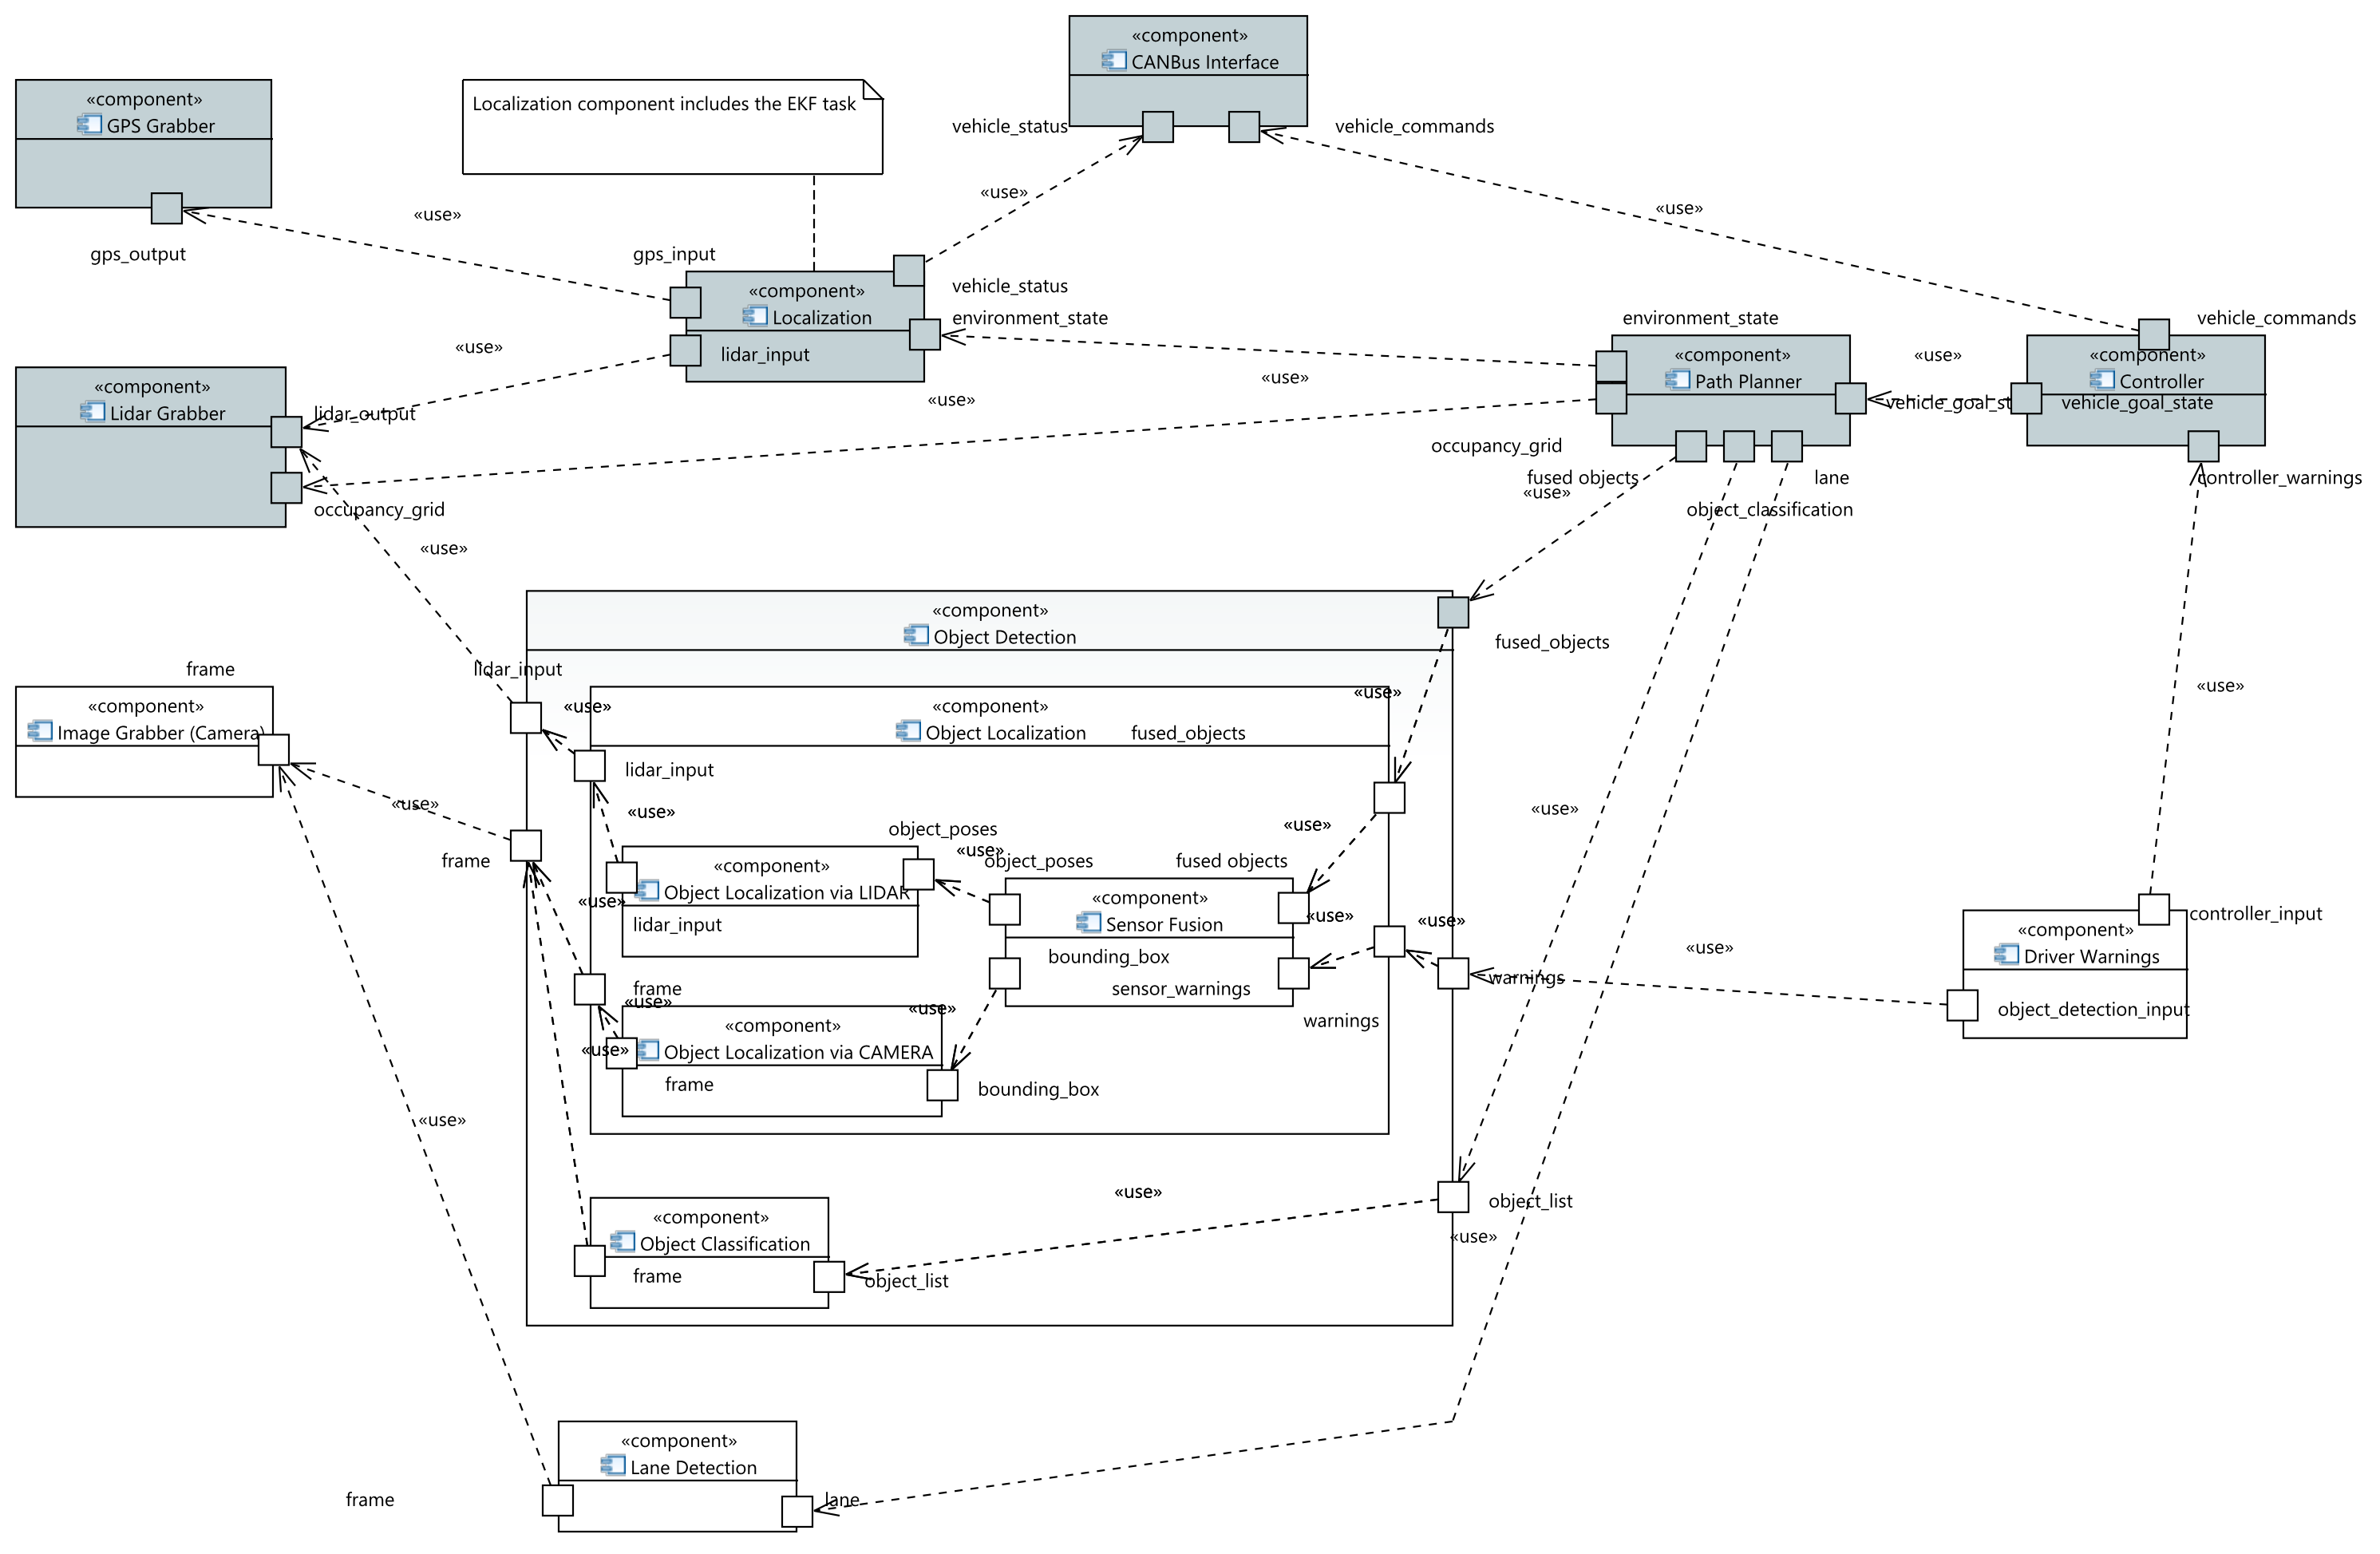 «component»
CANBus Interface
vehicle_status
vehicle_commands
«component»
GPS Grabber
gps_output
Localization component includes the EKF task
«use»
«use»
«use»
gps_input
«component»
Localization
lidar_input
vehicle_status
environment_state
«use»
«component»
Lidar Grabber
lidar_output
occupancy_grid
«use»
«use»
environment_state
«component»
Path Planner
occupancy_grid
fused objects
«use»
lane
object_classification
«use»
vehicle_goal_st
vehicle_commands
«component»
Controller
vehicle_goal_state
controller_warnings
«use»
«component»
Object Detection
fused_objects
lidar_input
frame
«component»
Image Grabber (Camera)
«use»
«use»
«use»
«use»
«component»
Object Localization
fused_objects
lidar_input
«use»
«use»
«use»
frame
object_poses
«use»
object_poses
fused objects
«component»
Object Localization via LIDAR
lidar_input
«use»
«component»
Sensor Fusion
bounding_box
sensor_warnings
«use»
«use»
warnings
warnings
«use»
controller_input
«component»
Driver Warnings
object_detection_input
frame
«use»
«use»
«component»
Object Localization via CAMERA
frame
«use»
bounding_box
«use»
«use»
object_list
«use»
«component»
Object Classification
frame
object_list
«component»
Lane Detection
frame
lane